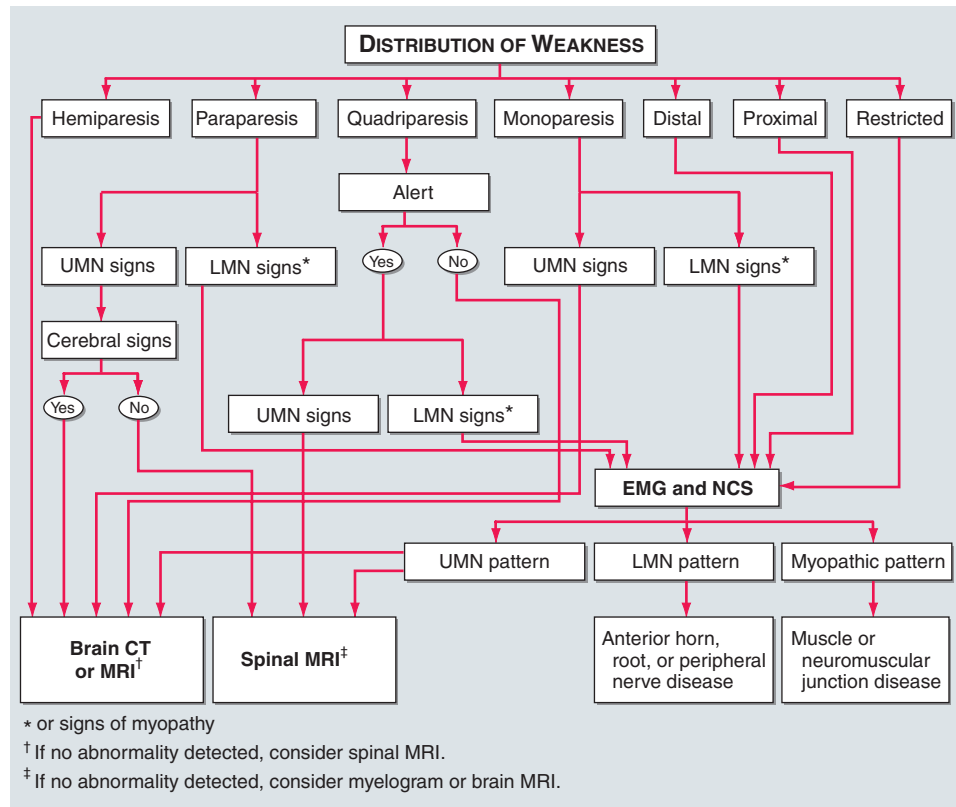 DISTRIBUTION OF WEAKNESS
Hemiparesis
Paraparesis
Quadriparesis
Monoparesis
Distal
Proximal
Restricted
Alert
UMN signs
LMN signs*
Yes
No
UMN signs
LMN signs*
Cerebral signs
Yes
No
UMN signs
LMN signs*
EMG and NCS
UMN pattern
LMN pattern
Myopathic pattern
Brain CT
or MRI†
Spinal MRI‡
Anterior horn,
root, or peripheral
nerve disease
Muscle or
neuromuscular
junction disease
* or signs of myopathy
† If no abnormality detected, consider spinal MRI.
‡ If no abnormality detected, consider myelogram or brain MRI.